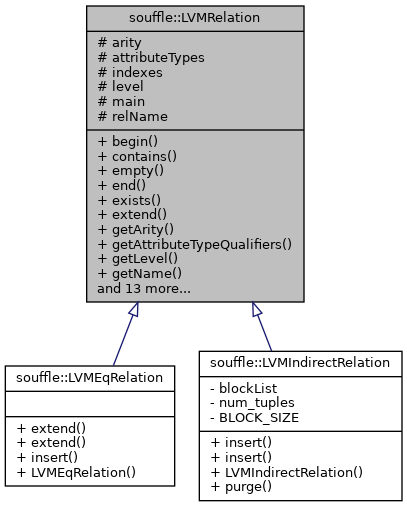 souffle::LVMRelation
# arity
# attributeTypes
# indexes
# level
# main
# relName
+ begin()
+ contains()
+ empty()
+ end()
+ exists()
+ extend()
+ getArity()
+ getAttributeTypeQualifiers()
+ getLevel()
+ getName()
and 13 more...
souffle::LVMEqRelation
+ extend()
+ extend()
+ insert()
+ LVMEqRelation()
souffle::LVMIndirectRelation
- blockList
- num_tuples
- BLOCK_SIZE
+ insert()
+ insert()
+ LVMIndirectRelation()
+ purge()